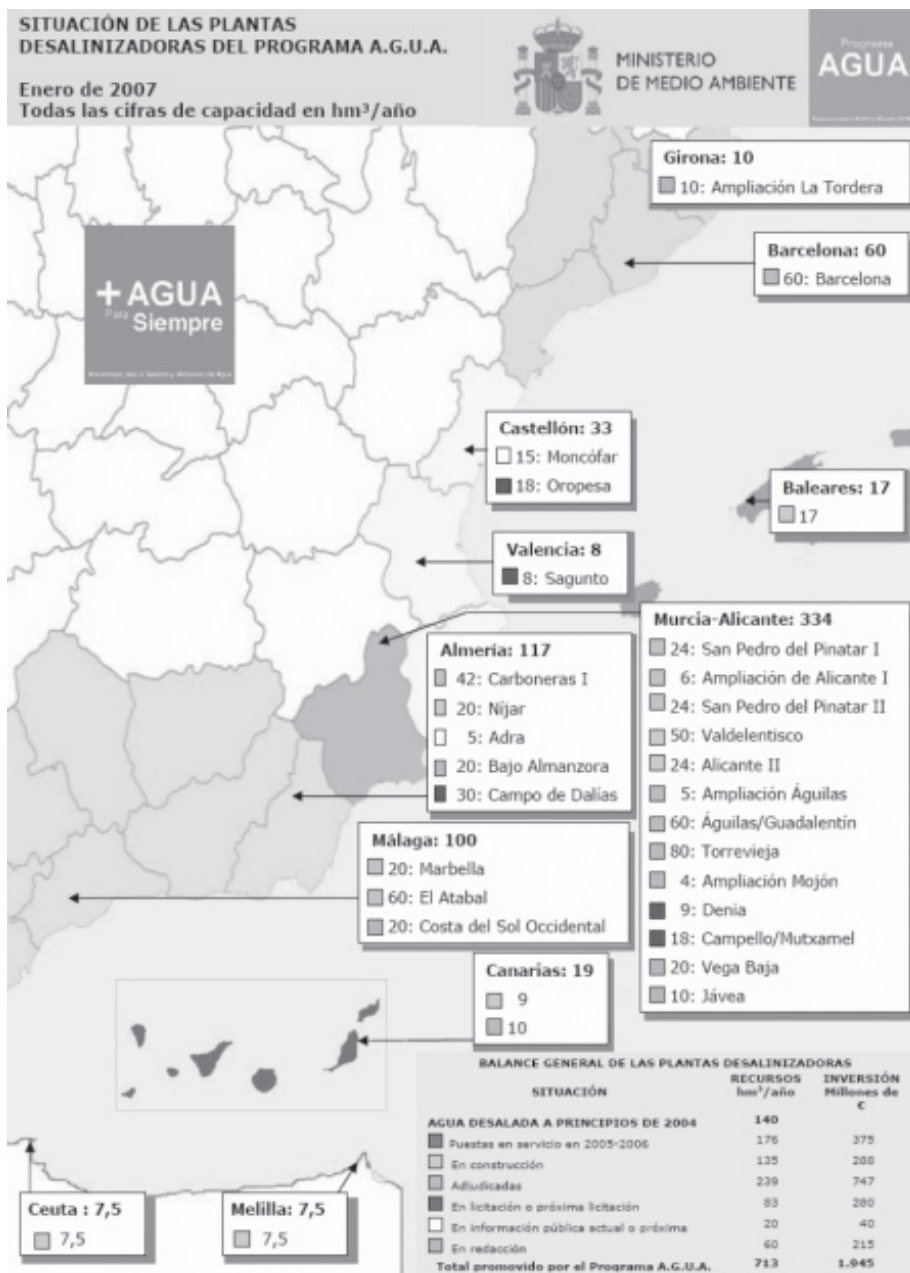 SITUACIÓN DE LAS PLANTAS
DESALINIZADORAS DEL PROGRAMA A.G.U.A.
Enero de 2007
Todas las cifras de capacidad en hm³/año
MINISTERIO
DE MEDIO AMBIENTE
Programa
AGUA
Girona: 10
10: Ampliación La Tordera
Barcelona: 60
60: Barcelona
+ AGUA
Para Siempre
Castellón: 33
15: Moncófar
18: Oropesa
Baleares: 17
17
Valencia: 8
8: Sagunto
Murcia-Alicante: 334
24: San Pedro del Pinatar I
6: Ampliación de Alicante I
24: San Pedro del Pinatar II
50: Valdelentisco
24: Alicante II
5: Ampliación Águilas
60: Águilas/Guadalentín
80: Torrevieja
4: Ampliación Mojón
9: Denia
18: Campello/Mutxamel
20: Vega Baja
10: Jávea
Almería: 117
42: Carboneras I
20: Níjar
5: Adra
20: Bajo Almanzora
30: Campo de Dalías
Málaga: 100
20: Marbella
60: El Atabal
20: Costa del Sol Occidental
Canarias: 19
9
10
Ceuta : 7,5
7,5
Melilla: 7,5
7,5
BALANCE GENERAL DE LAS PLANTAS DESALINIZADORAS
SITUACIÓN RECURSOS hm³/año INVERSIÓN Millones de €
AGUA DESALADA A PRINCIPIOS DE 2004 140
Puestas en servicio en 2005-2006 176 375
En construcción 135 288
Adjudicadas 239 747
En licitación o próxima licitación 83 280
En información pública actual o próxima 20 40
En redacción 60 215
Total promovido por el Programa A.G.U.A. 713 1.945